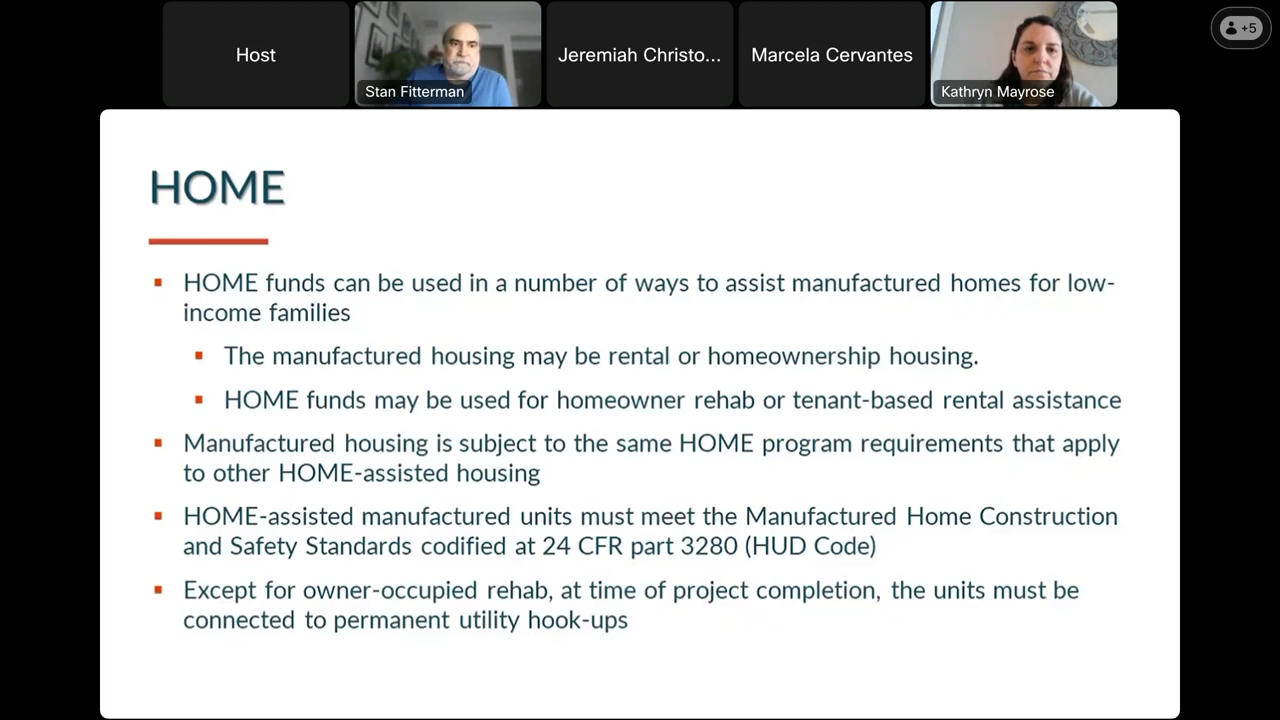 Host
Stan Fitterman
Jeremiah Christo...
Marcela Cervantes
Kathryn Mayrose
+5
HOME
HOME funds can be used in a number of ways to assist manufactured homes for low-
income families
The manufactured housing may be rental or homeownership housing.
HOME funds may be used for homeowner rehab or tenant-based rental assistance
Manufactured housing is subject to the same HOME program requirements that apply
to other HOME-assisted housing
HOME-assisted manufactured units must meet the Manufactured Home Construction
and Safety Standards codified at 24 CFR part 3280 (HUD Code)
Except for owner-occupied rehab, at time of project completion, the units must be
connected to permanent utility hook-ups